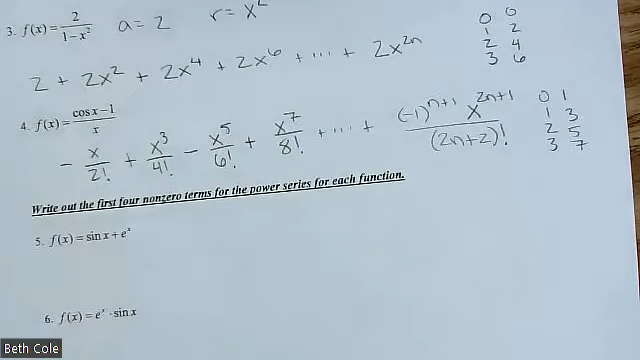 3. f(x) = 2/(1-x²) a = 2 r = x²
2 + 2x² + 2x⁴ + 2x⁶ + ... + 2x²ⁿ
0 0
1 2
2 4
3 6
4. f(x) = (cos x - 1)/x
- x/2! + x³/4! - x⁵/6! + x⁷/8! + ... + (-1)ⁿ⁺¹ x²ⁿ⁺¹/(2n+2)!
0 1
1 3
2 5
3 7
Write out the first four nonzero terms for the power series for each function.
5. f(x) = sin x + eˣ
6. f(x) = eˣ · sin x
Beth Cole